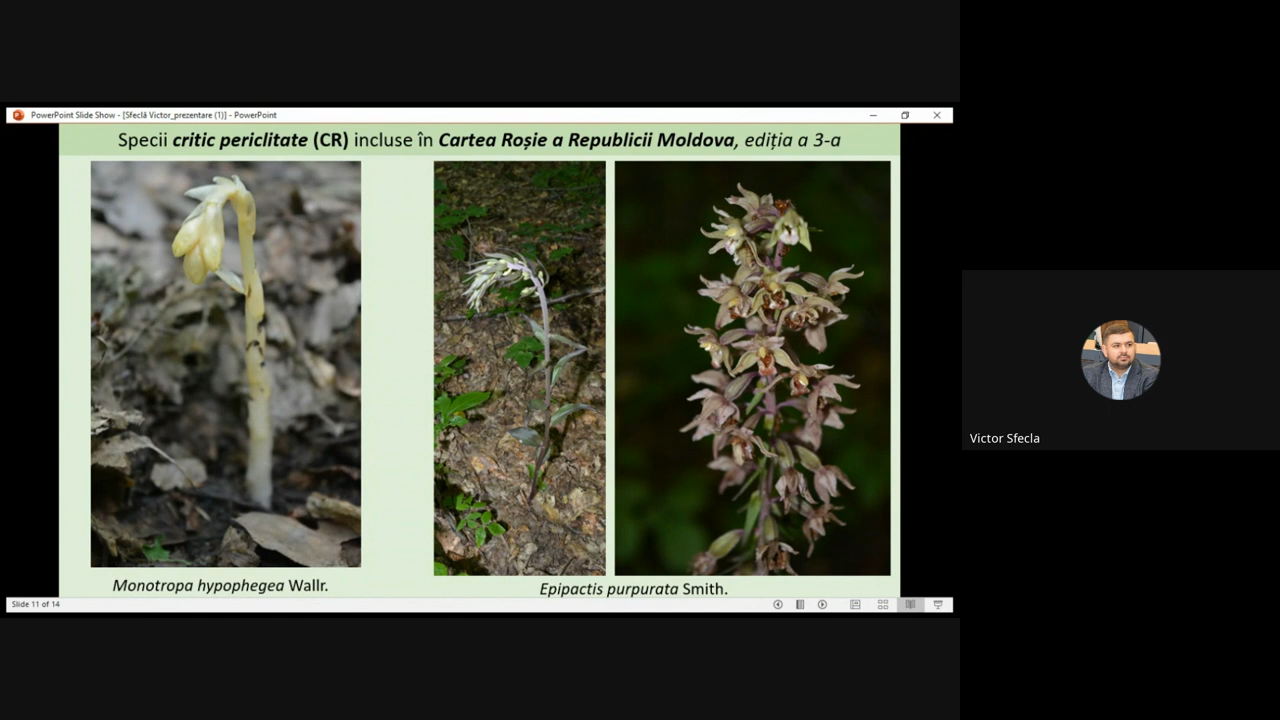 PowerPoint Slide Show - [Sfeclă Victor_prezentare (1)] - PowerPoint
Specii critic periclitate (CR) incluse în Cartea Roșie a Republicii Moldova, ediția a 3-a
Monotropa hypophegea Wallr.
Epipactis purpurata Smith.
Slide 11 of 14
Victor Sfecla